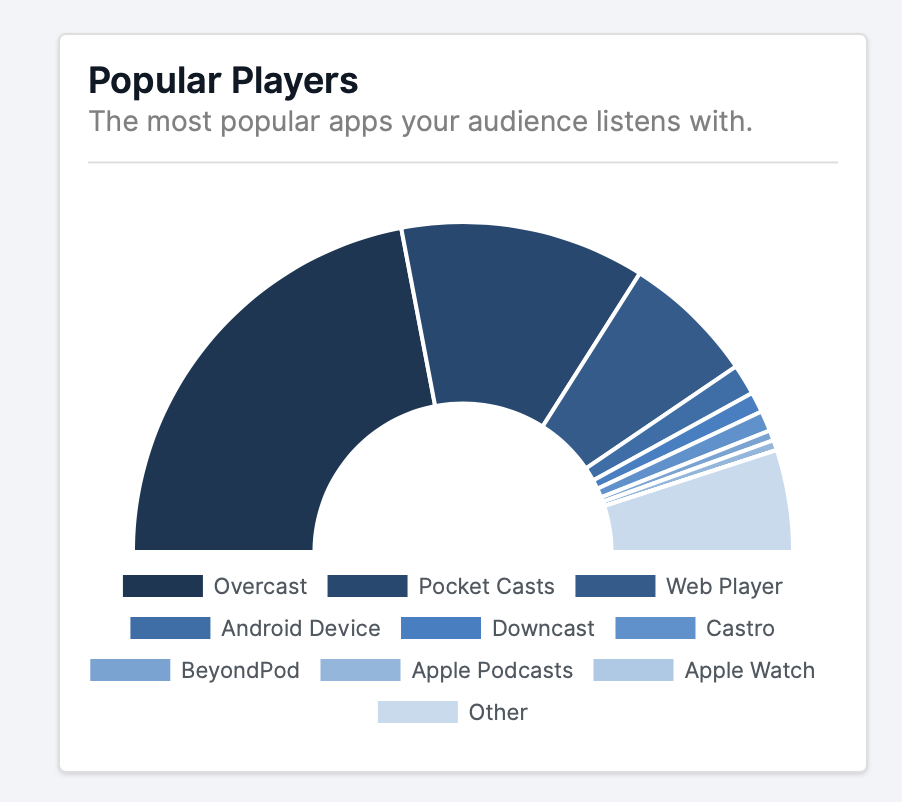 Popular Players
The most popular apps your audience listens with.
Overcast Pocket Casts Web Player
Android Device Downcast Castro
BeyondPod Apple Podcasts Apple Watch
Other